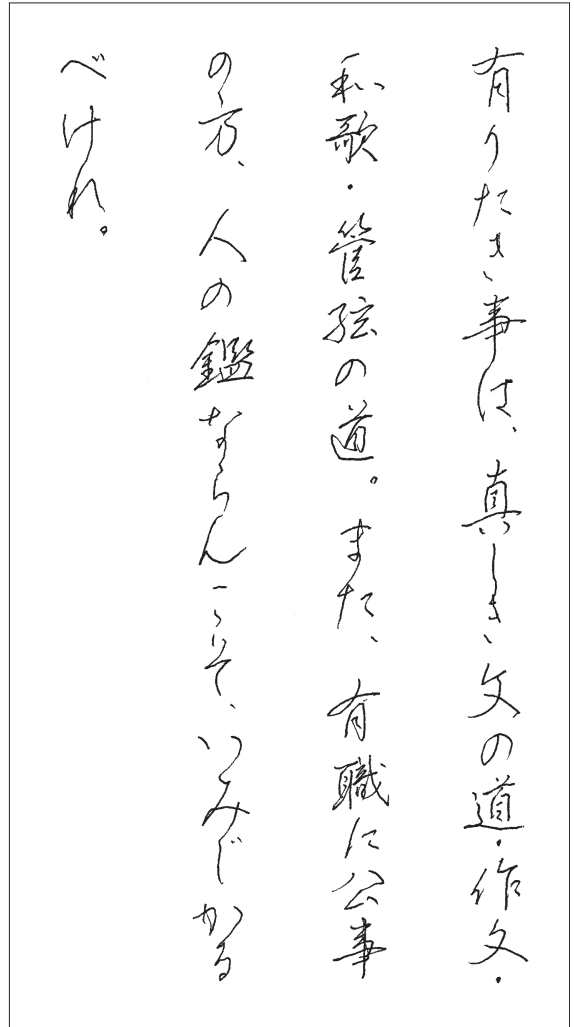 有りたき事は、真しき文の道・作文・
和歌・管弦の道。また、有職に公事
の方、人の鑑ならんこそ、いみじかる
べけれ。